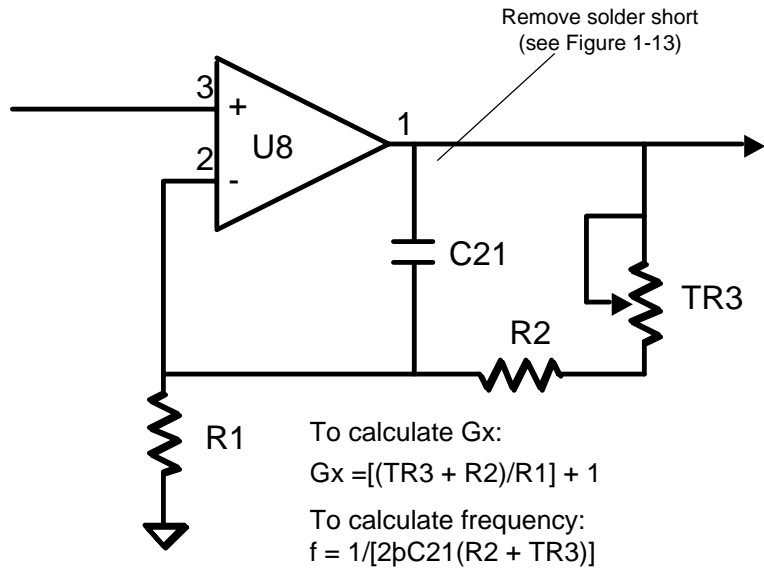 Remove solder short
(see Figure 1-13)
3
+
1
U8
2
-
C21
TR3
R2
R1
To calculate Gx:
Gx =[(TR3 + R2)/R1] + 1
To calculate frequency:
f = 1/[2þC21(R2 + TR3)]